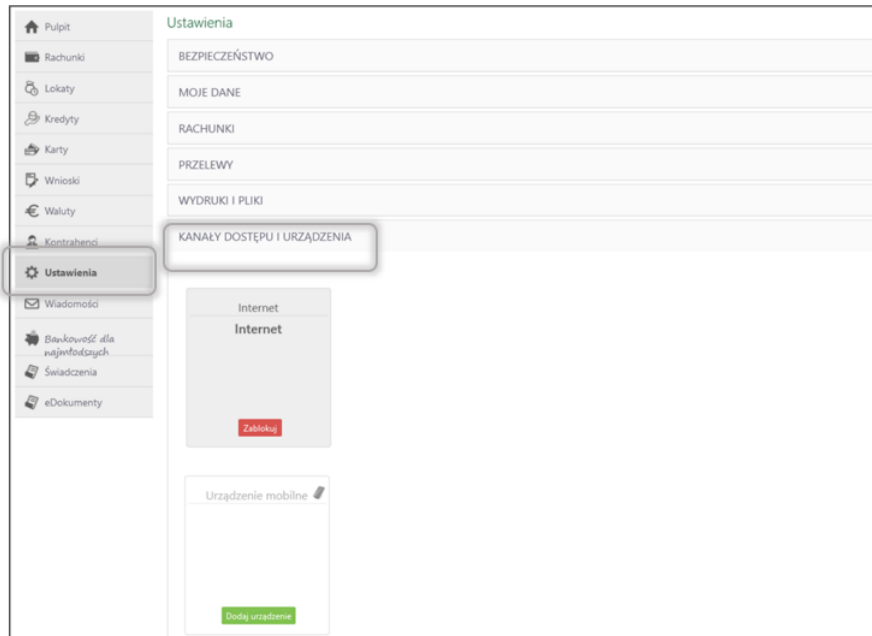 Pulpit
Rachunki
Lokaty
Kredyty
Karty
Wnioski
Waluty
Kontrahenci
Ustawienia
Wiadomości
Bankowość dla
najmłodszych
Świadczenia
eDokumenty
Ustawienia
BEZPIECZEŃSTWO
MOJE DANE
RACHUNKI
PRZELEWY
WYDRUKI I PLIKI
KANAŁY DOSTĘPU I URZĄDZENIA
Internet
Internet
Zablokuj
Urządzenie mobilne
Dodaj urządzenie